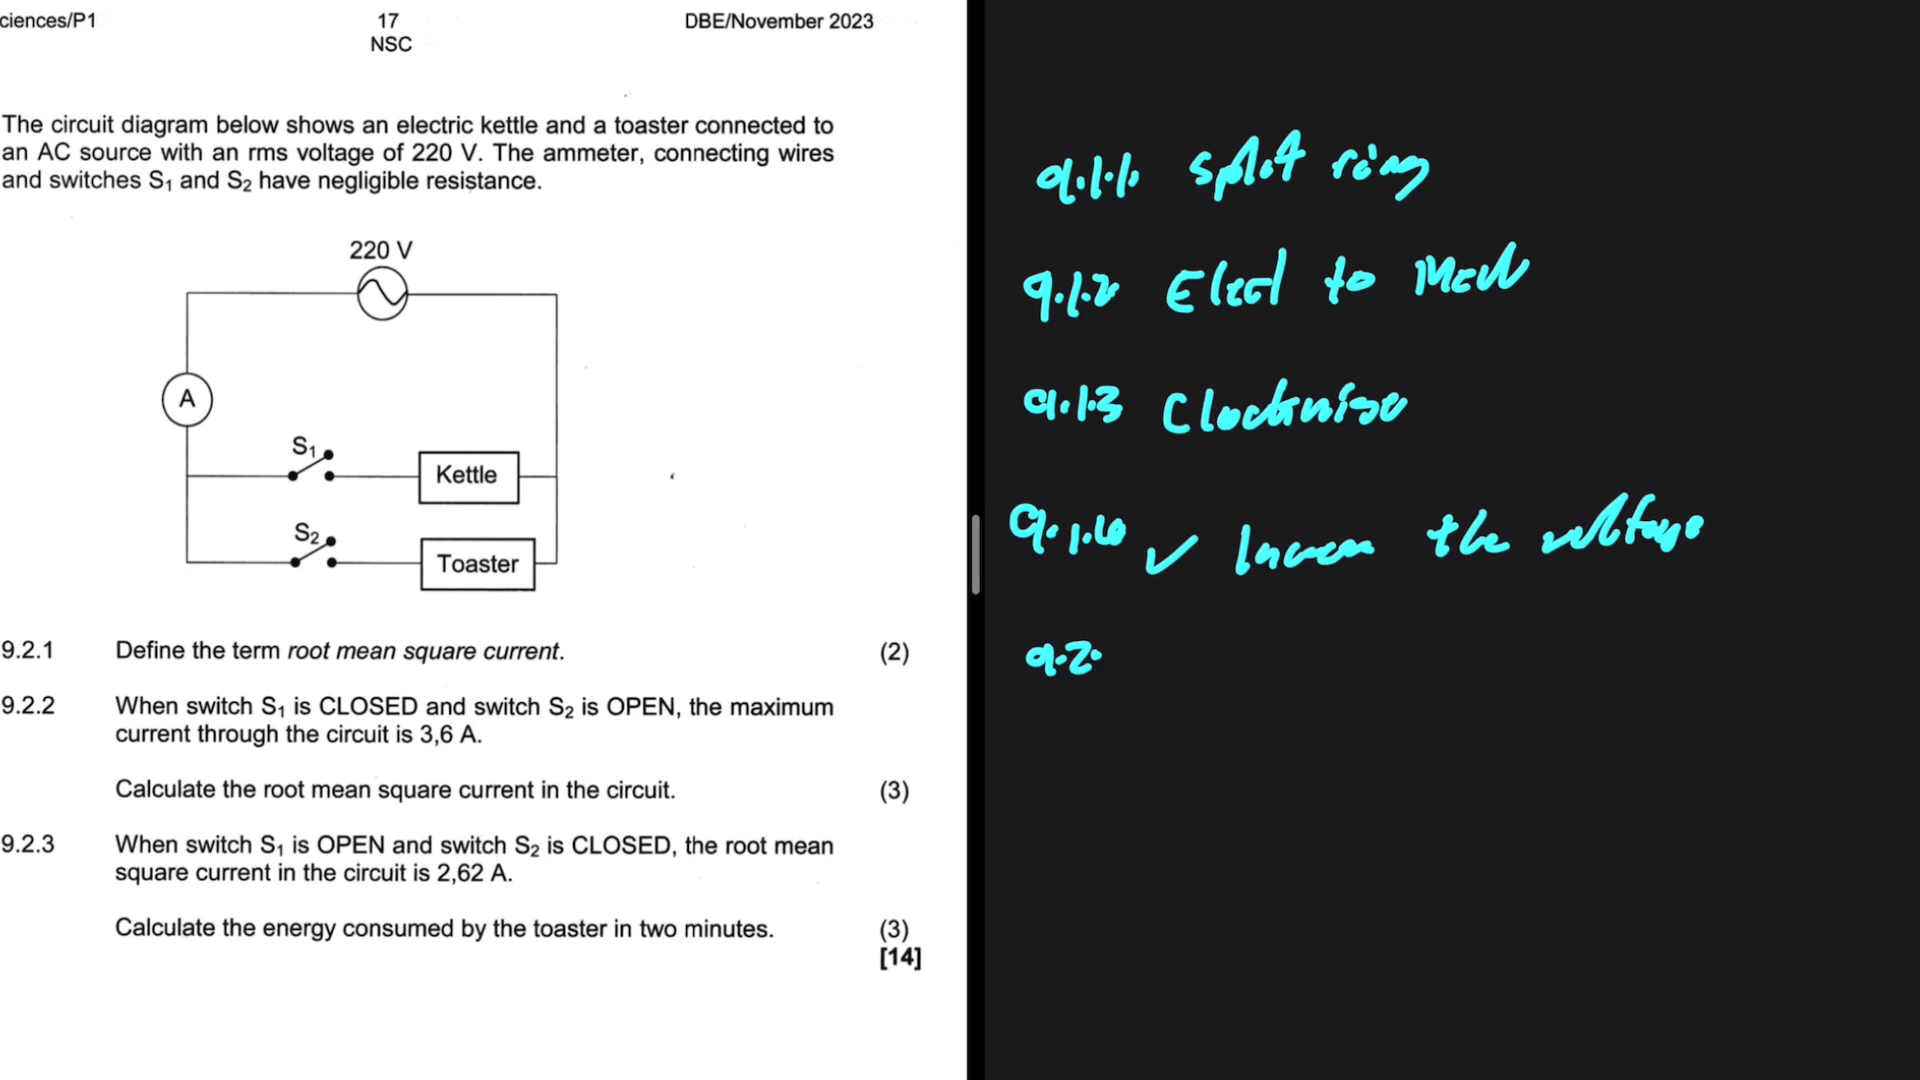 ciences/P1
17
DBE/November 2023
NSC
The circuit diagram below shows an electric kettle and a toaster connected to
an AC source with an rms voltage of 220 V. The ammeter, connecting wires
and switches S₁ and S₂ have negligible resistance.
220 V
A
S₁
Kettle
S₂
Toaster
9.2.1 Define the term root mean square current. (2)
9.2.2 When switch S₁ is CLOSED and switch S₂ is OPEN, the maximum
current through the circuit is 3,6 A.
Calculate the root mean square current in the circuit. (3)
9.2.3 When switch S₁ is OPEN and switch S₂ is CLOSED, the root mean
square current in the circuit is 2,62 A.
Calculate the energy consumed by the toaster in two minutes. (3)
[14]
9.1.1. split ring
9.1.2 Elect to Mech
9.1.3 Clockwise
✓ the voltage
9.2.